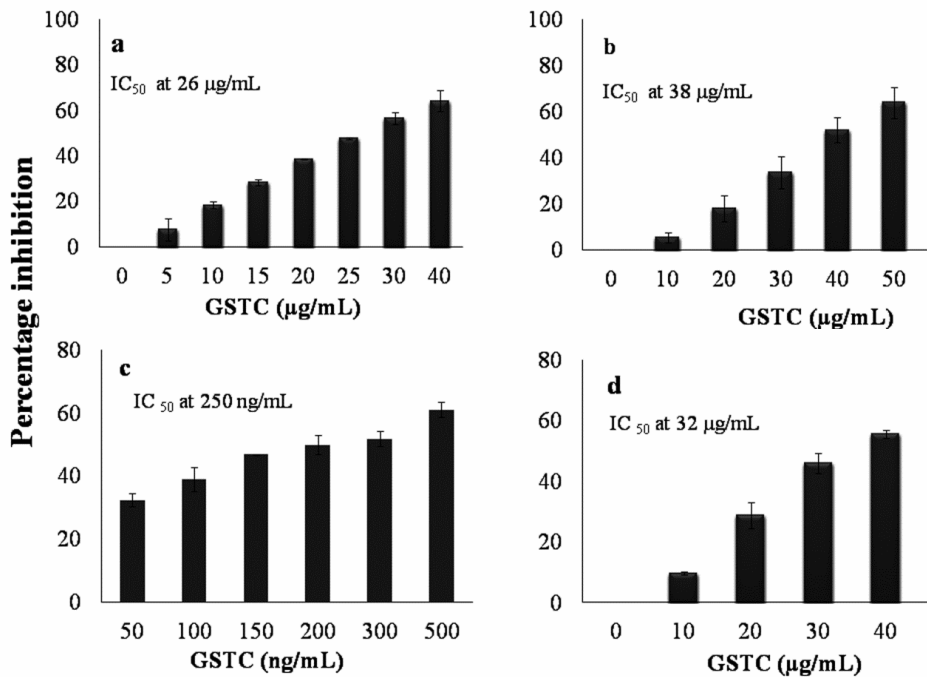 Percentage inhibition
a
IC50 at 26 µg/mL
100
80
60
40
20
0
0 5 10 15 20 25 30 40
GSTC (µg/mL)
b
IC50 at 38 µg/mL
100
80
60
40
20
0
0 10 20 30 40 50
GSTC (µg/mL)
c
IC 50 at 250 ng/mL
80
60
40
20
0
50 100 150 200 300 500
GSTC (ng/mL)
d
IC 50 at 32 µg/mL
80
60
40
20
0
0 10 20 30 40
GSTC (µg/mL)